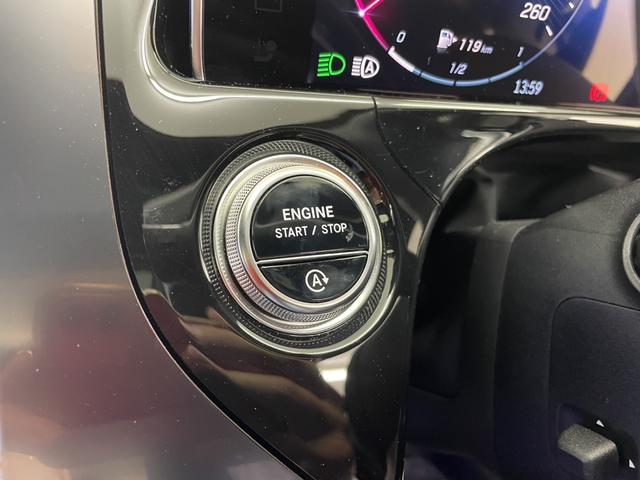 260
119 km
0
1/2
1
13:59
A
ENGINE
START / STOP
A